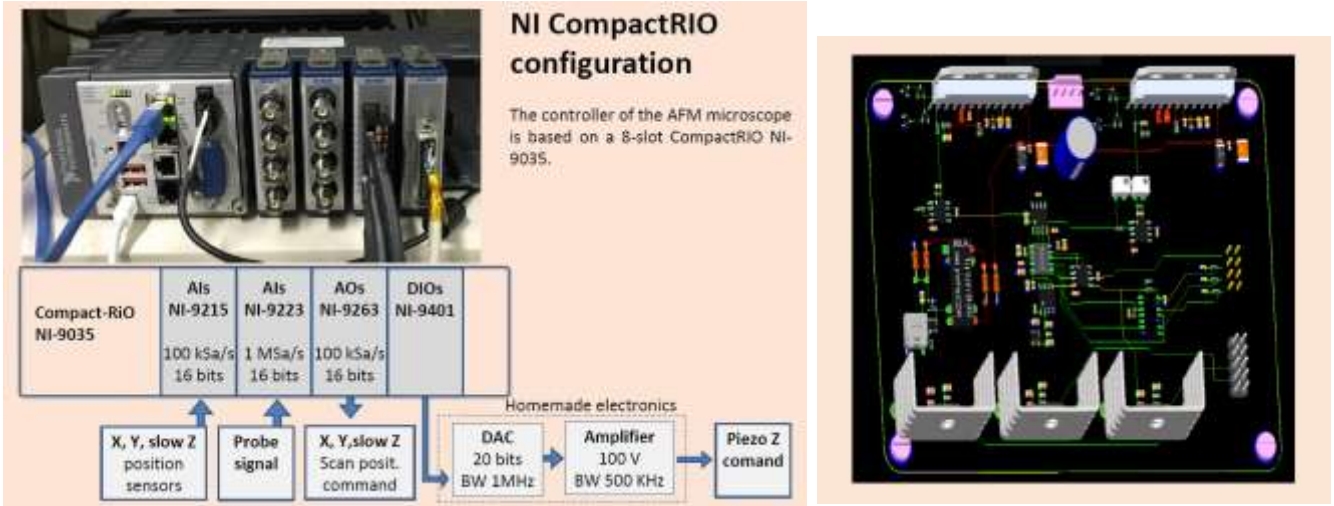 NI CompactRIO
configuration
The controller of the AFM microscope
is based on a 8-slot CompactRIO NI-
9035.
Compact-RiO
NI-9035
AIs
NI-9215
100 kSa/s
16 bits
AIs
NI-9223
1 MSa/s
16 bits
AOs
NI-9263
100 kSa/s
16 bits
DIOs
NI-9401
Homemade electronics
X, Y, slow Z
position
sensors
Probe
signal
X, Y,slow Z
Scan posit.
command
DAC
20 bits
BW 1MHz
Amplifier
100 V
BW 500 KHz
Piezo Z
comand